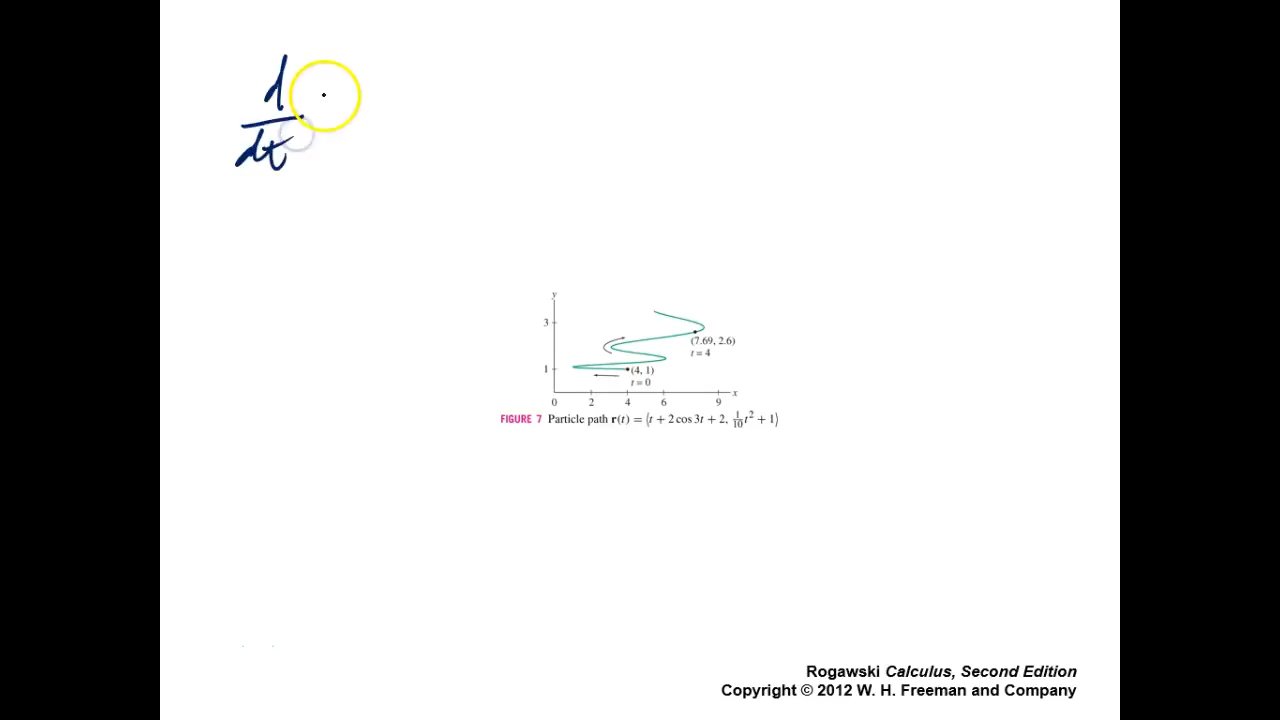 d
dt
y
3
(7.69, 2.6)
t = 4
1
(4, 1)
t = 0
x
0 2 4 6 9
FIGURE 7 Particle path r(t) = ⟨t + 2 cos 3t + 2, 1/10 t² + 1⟩
Rogawski Calculus, Second Edition
Copyright © 2012 W. H. Freeman and Company